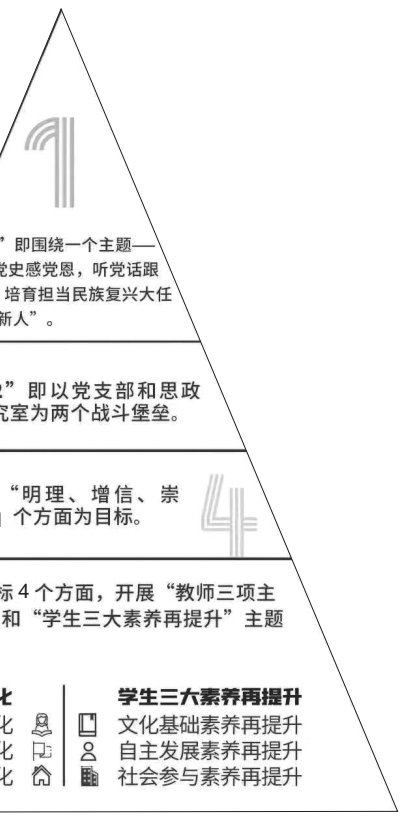 1
”即围绕一个主题——
党史感党恩，听党话跟
培育担当民族复兴大任
新人”。
2”即以党支部和思政
究室为两个战斗堡垒。
“明理、增信、崇
个方面为目标。
4
标4个方面，开展“教师三项主
和“学生三大素养再提升”主题
化 学生三大素养再提升
化 文化基础素养再提升
化 自主发展素养再提升
化 社会参与素养再提升